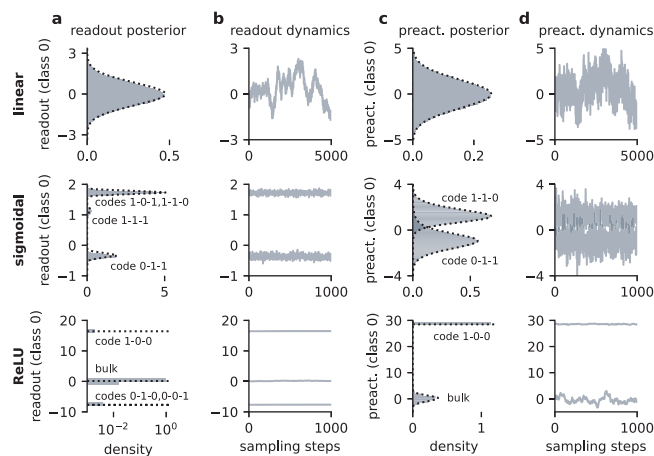 a readout posterior b readout dynamics c preact. posterior d preact. dynamics
linear
readout (class 0)
3
0
−3
0.0 0.5
3
0
−3
0 5000
preact. (class 0)
5
0
−5
0.0 0.2
5
0
−5
0 5000
sigmoidal
readout (class 0)
2
1
0
−1
codes 1-0-1,1-1-0
code 1-1-1
code 0-1-1
0 5
2
1
0
−1
0 1000
preact. (class 0)
4
0
−4
code 1-1-0
code 0-1-1
0.0 0.5
4
0
−4
0 1000
ReLU
readout (class 0)
20
10
0
−10
code 1-0-0
bulk
codes 0-1-0,0-0-1
10⁻² 10⁰
density
20
10
0
−10
0 1000
sampling steps
preact. (class 0)
30
20
10
0
code 1-0-0
bulk
0 1
density
30
20
10
0
0 1000
sampling steps